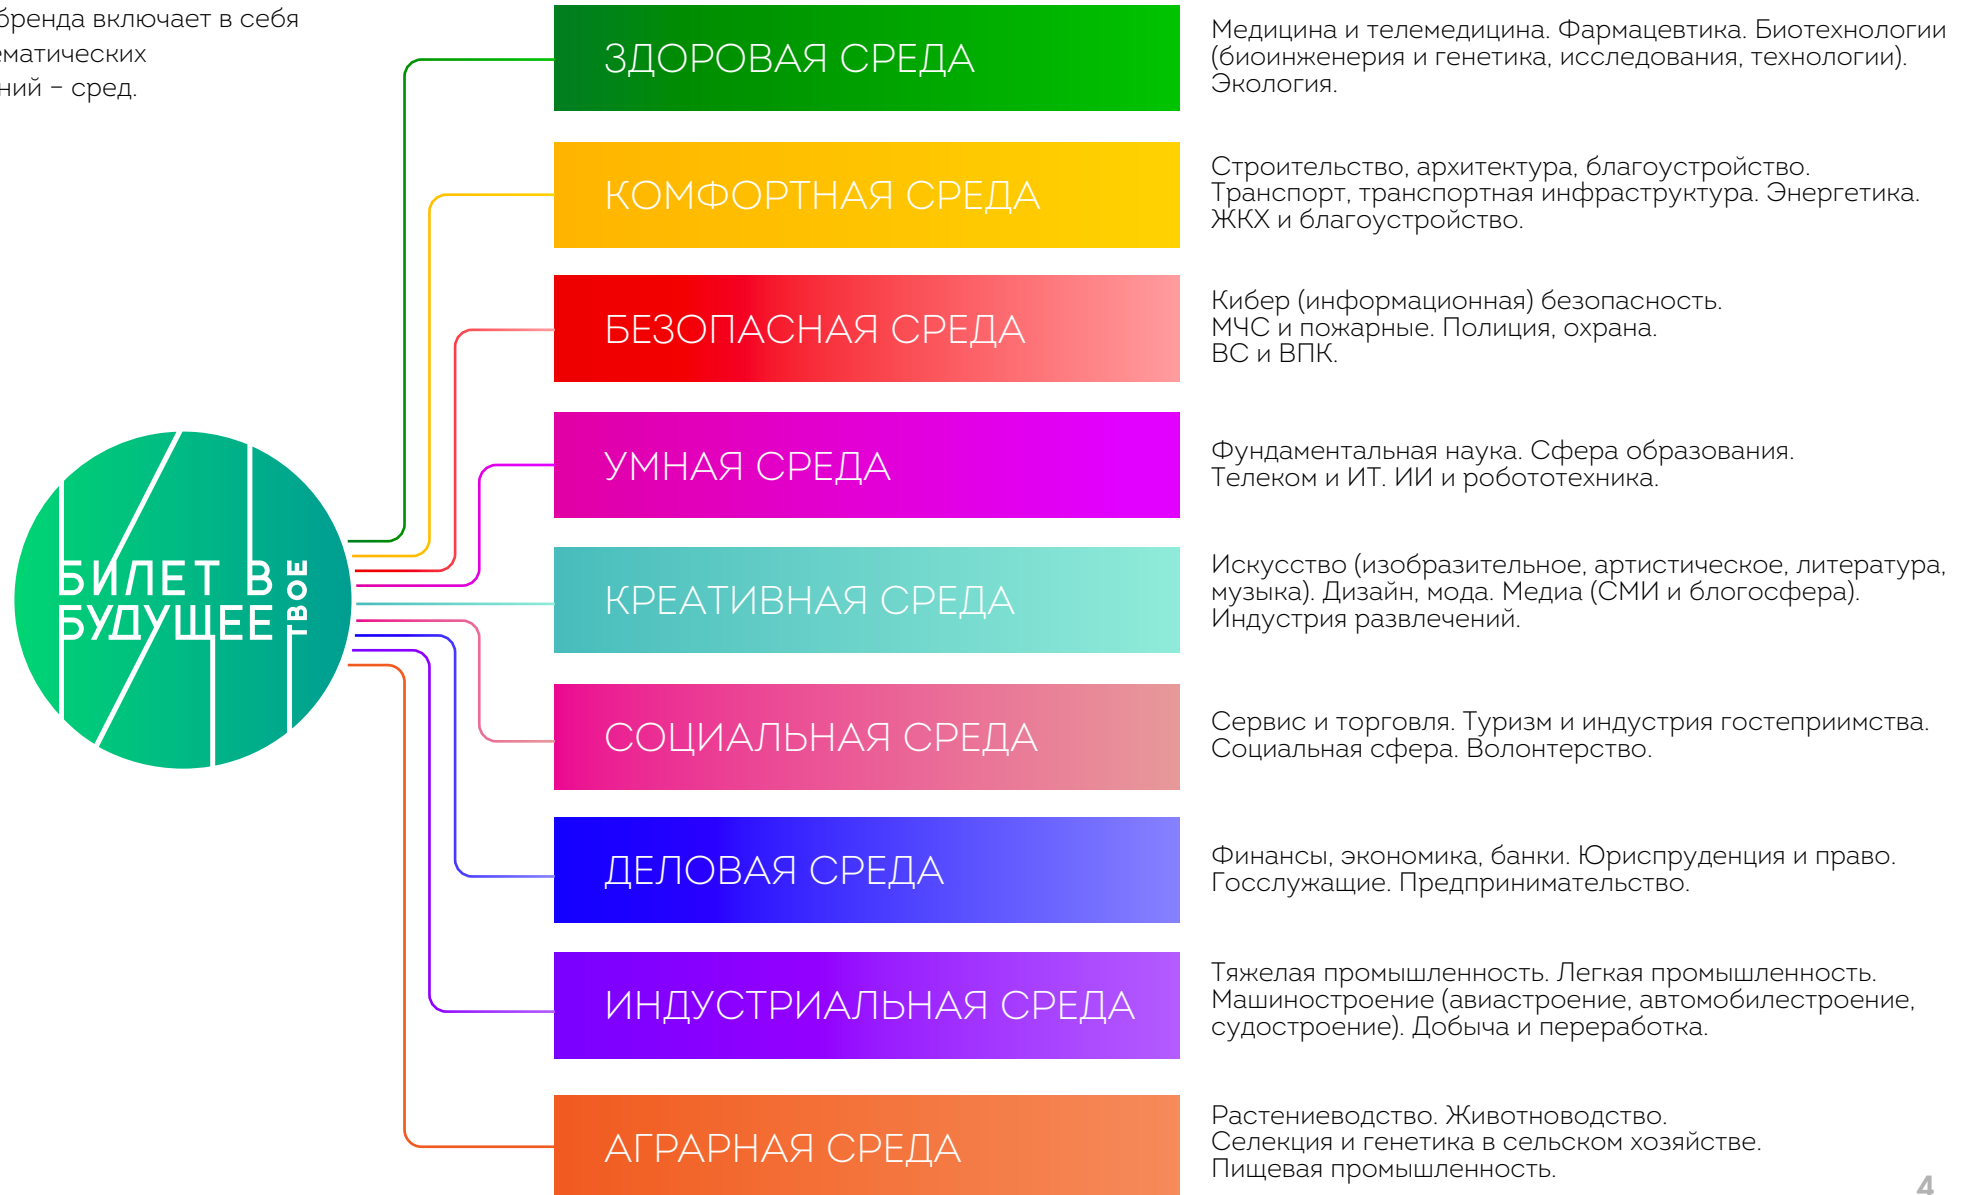 бренда включает в себя
ематических
ний – сред.
БИЛЕТ В
БУДУЩЕЕ
ТВОЕ
ЗДОРОВАЯ СРЕДА
Медицина и телемедицина. Фармацевтика. Биотехнологии
(биоинженерия и генетика, исследования, технологии).
Экология.
КОМФОРТНАЯ СРЕДА
Строительство, архитектура, благоустройство.
Транспорт, транспортная инфраструктура. Энергетика.
ЖКХ и благоустройство.
БЕЗОПАСНАЯ СРЕДА
Кибер (информационная) безопасность.
МЧС и пожарные. Полиция, охрана.
ВС и ВПК.
УМНАЯ СРЕДА
Фундаментальная наука. Сфера образования.
Телеком и ИТ. ИИ и робототехника.
КРЕАТИВНАЯ СРЕДА
Искусство (изобразительное, артистическое, литература,
музыка). Дизайн, мода. Медиа (СМИ и блогосфера).
Индустрия развлечений.
СОЦИАЛЬНАЯ СРЕДА
Сервис и торговля. Туризм и индустрия гостеприимства.
Социальная сфера. Волонтерство.
ДЕЛОВАЯ СРЕДА
Финансы, экономика, банки. Юриспруденция и право.
Госслужащие. Предпринимательство.
ИНДУСТРИАЛЬНАЯ СРЕДА
Тяжелая промышленность. Легкая промышленность.
Машиностроение (авиастроение, автомобилестроение,
судостроение). Добыча и переработка.
АГРАРНАЯ СРЕДА
Растениеводство. Животноводство.
Селекция и генетика в сельском хозяйстве.
Пищевая промышленность.
4